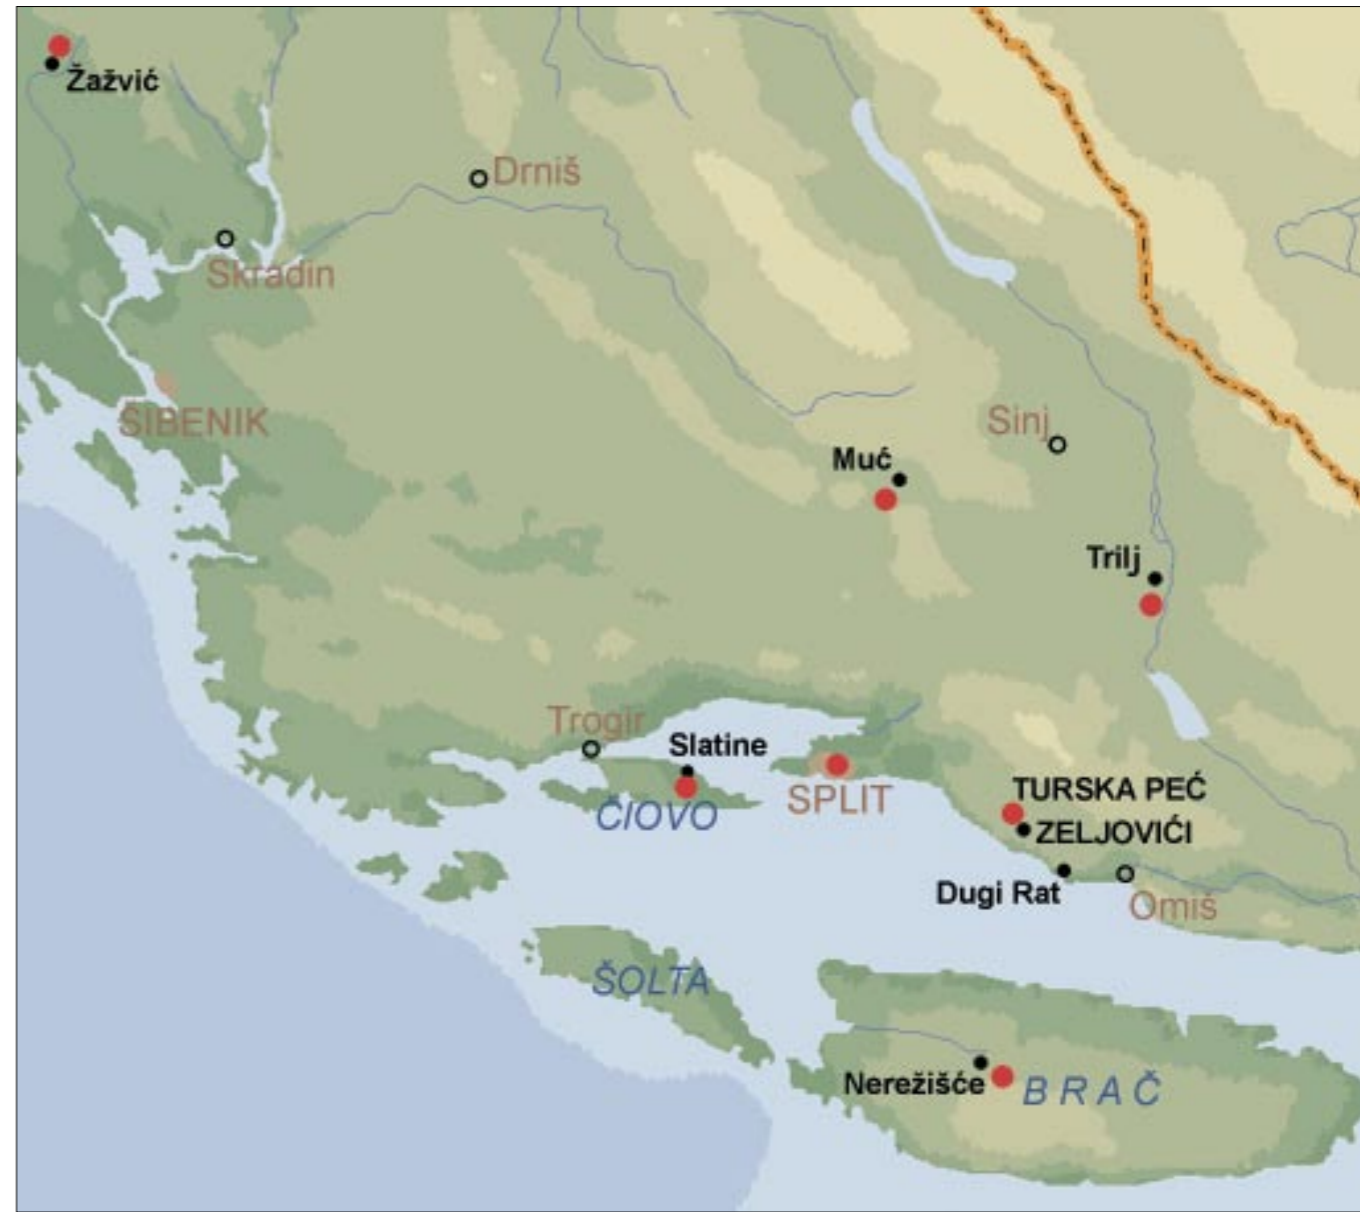 Žažvić
Drniš
Skradin
ŠIBENIK
Sinj
Muć
Trilj
Trogir
Slatine
ČIOVO
SPLIT
TURSKA PEĆ
ZELJOVIĆI
Dugi Rat
Omiš
ŠOLTA
Nerežišće
BRAČ